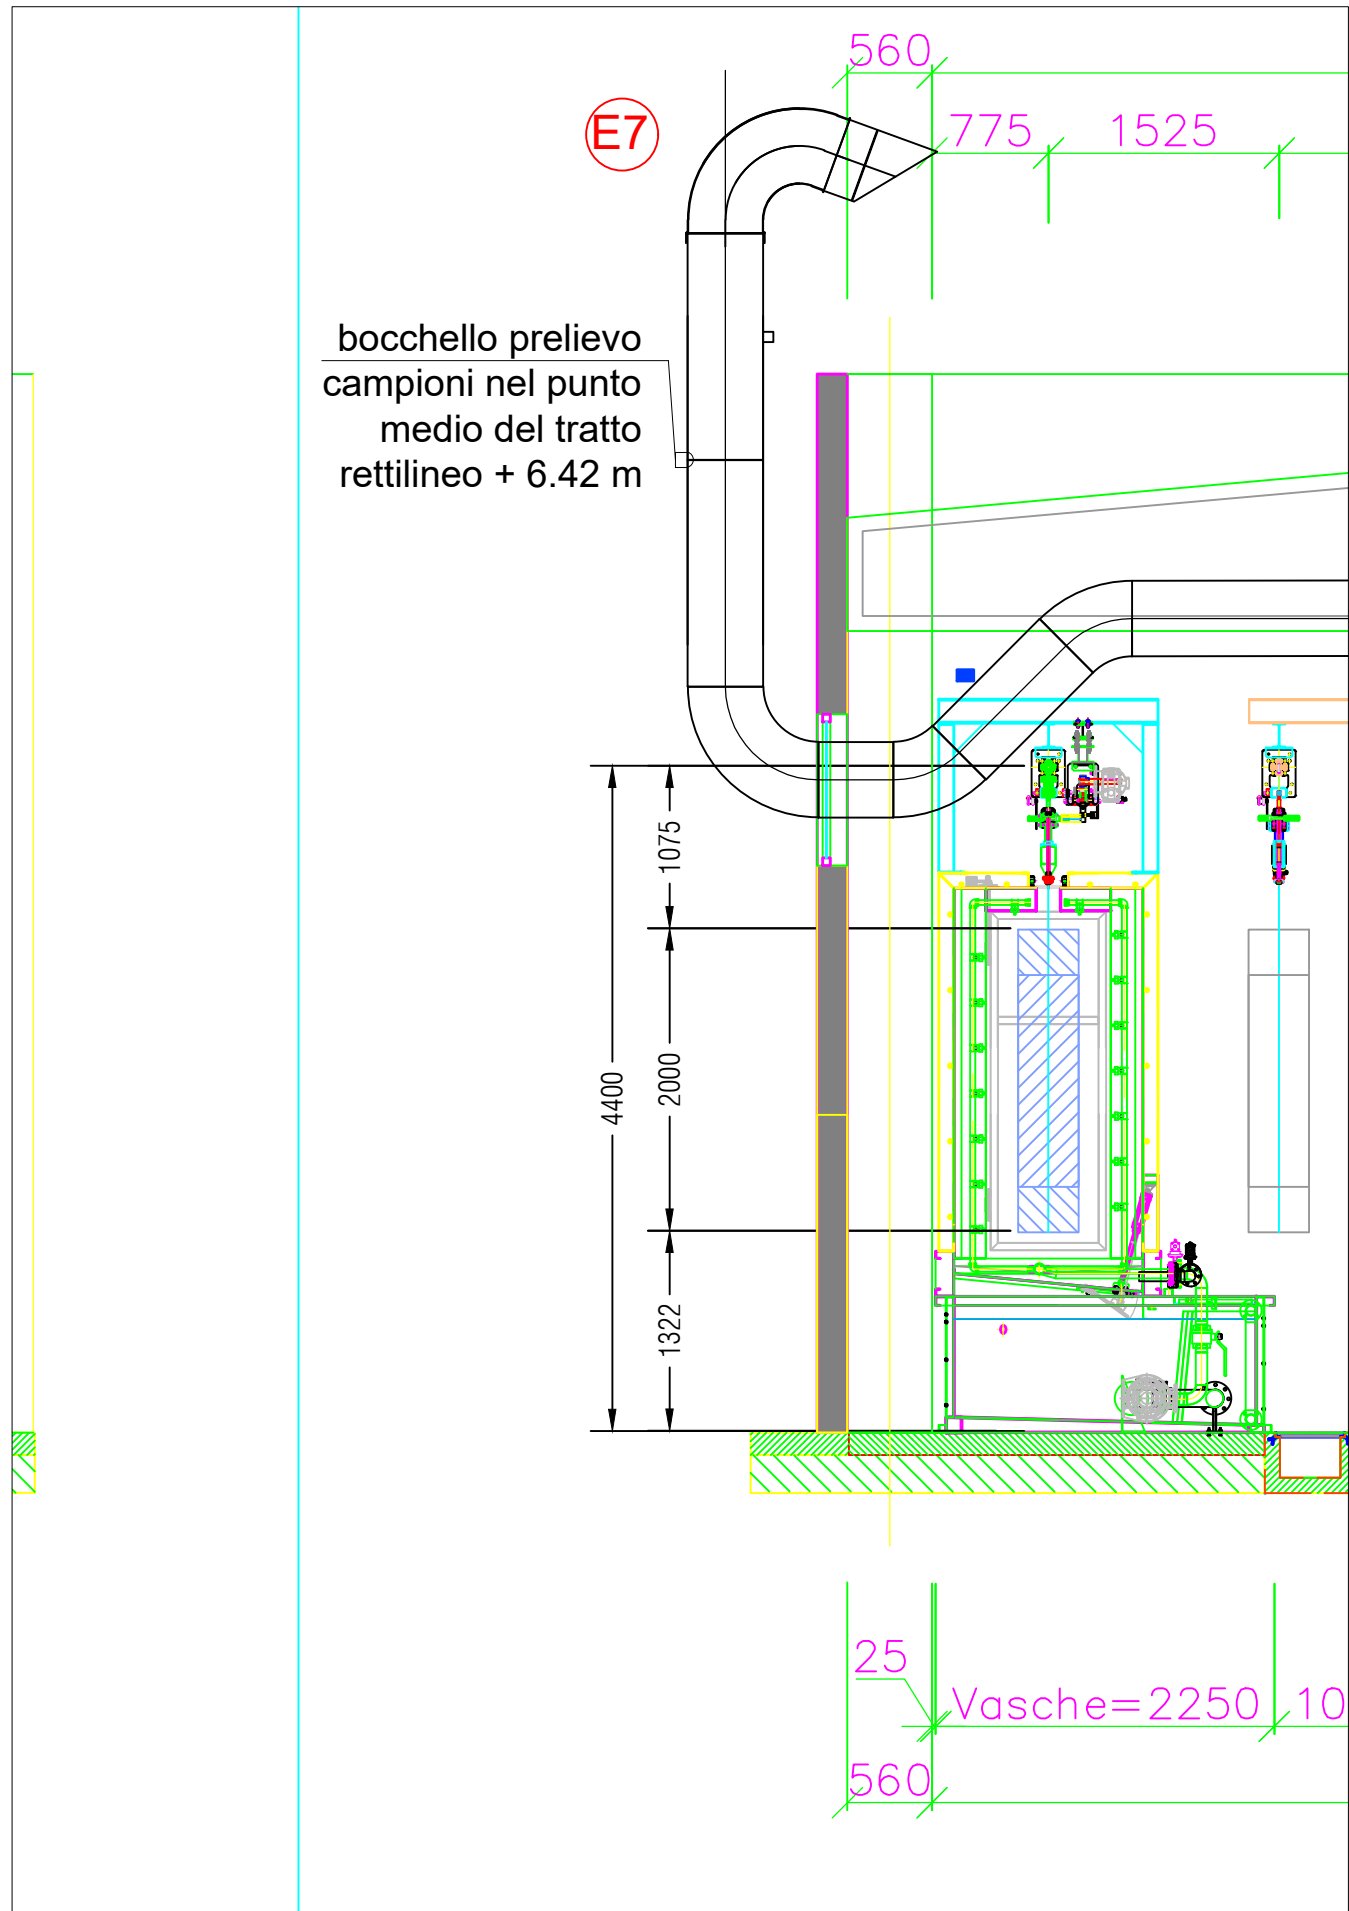 560
E7
775
1525
bocchello prelievo
campioni nel punto
medio del tratto
rettilineo + 6.42 m
1075
4400
2000
1322
25
Vasche=2250
10
560